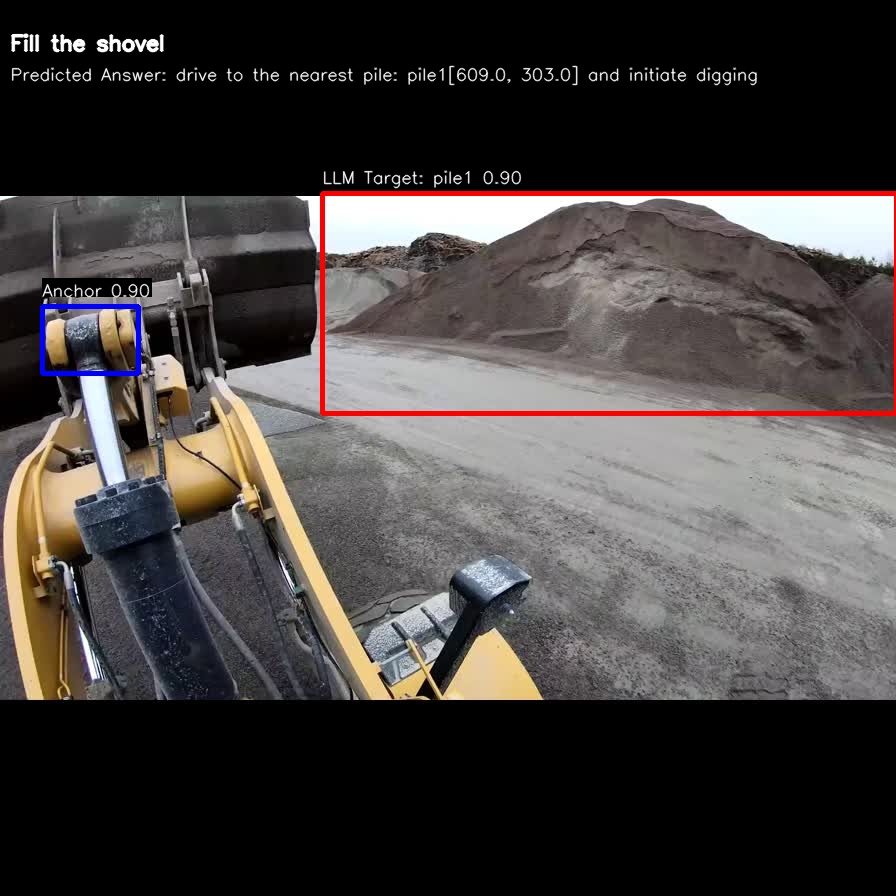 Fill the shovel
Predicted Answer: drive to the nearest pile: pile1[609.0, 303.0] and initiate digging
LLM Target: pile1 0.90
Anchor 0.90